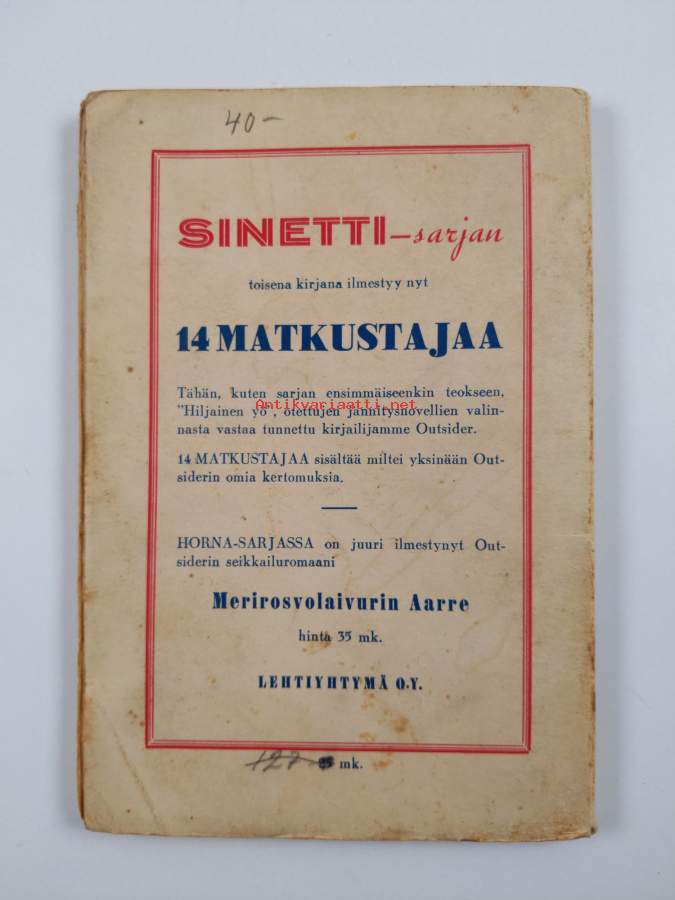 40-
SINETTI-sarjan
toisena kirjana ilmestyy nyt
14 MATKUSTAJAA
Tähän, kuten sarjan ensimmäiseenkin teokseen,
Antikvariaatti.net
"Hiljainen yö", otettujen jännitysnovellien valin-
nasta vastaa tunnettu kirjailijamme Outsider.
14 MATKUSTAJAA sisältää miltei yksinään Out-
siderin omia kertomuksia.
HORNA-SARJASSA on juuri ilmestynyt Out-
siderin seikkailuromaani
Merirosvolaivurin Aarre
hinta 35 mk.
LEHTIYHTYMÄ O.Y.
mk.